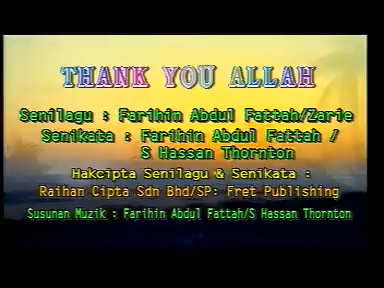 THANK YOU ALLAH
Senilagu : Farihin Abdul Fattah/Zarie
Senikata : Farihin Abdul Fattah /
S Hassan Thornton
Hakcipta Senilagu & Senikata :
Raihan Cipta Sdn Bhd/SP: Fret Publishing
Susunan Muzik : Farihin Abdul Fattah/S Hassan Thornton